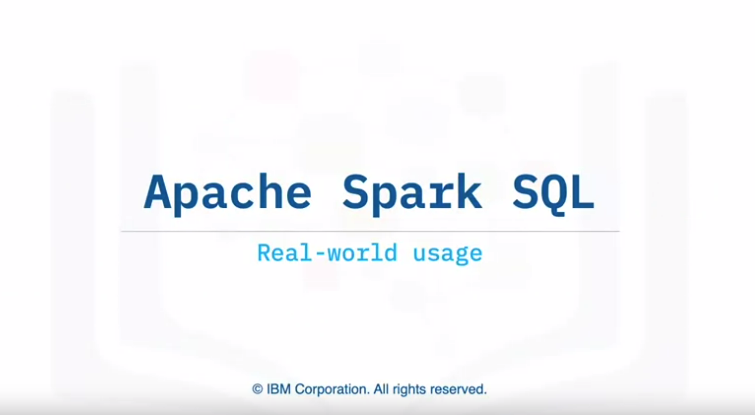 Apache Spark SQL
Real-world usage
© IBM Corporation. All rights reserved.